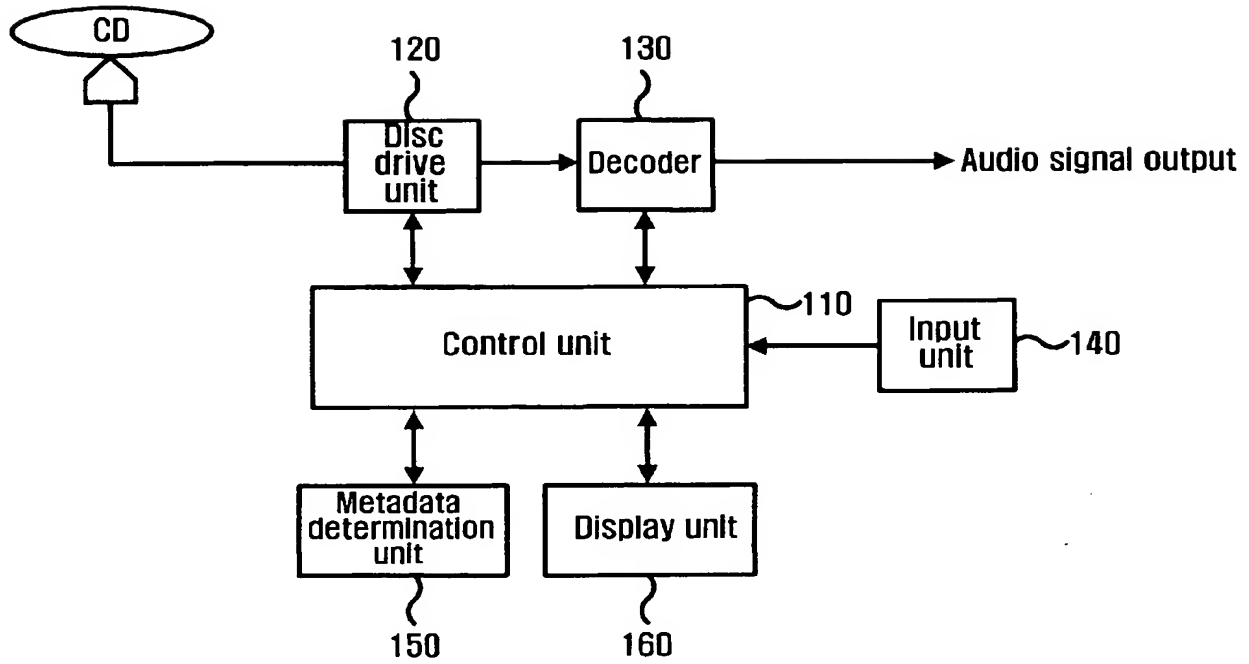 CD
120
130
Disc
drive
unit
Decoder
Audio signal output
110
Control unit
Input
unit
140
Metadata
determination
unit
Display unit
150
160